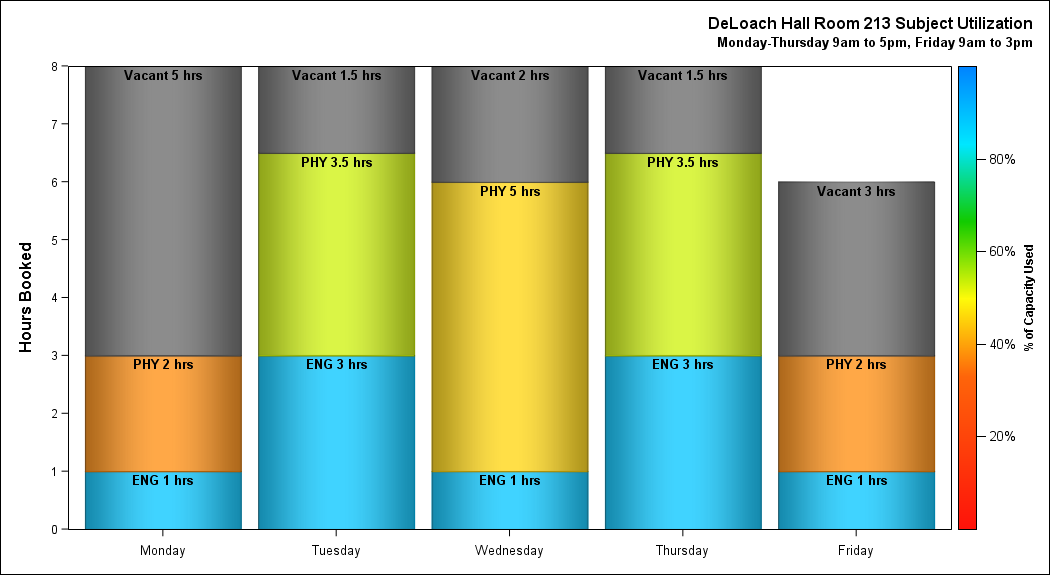 DeLoach Hall Room 213 Subject Utilization
Monday-Thursday 9am to 5pm, Friday 9am to 3pm
Hours Booked
8
7
6
5
4
3
2
1
0
Vacant 5 hrs
PHY 2 hrs
ENG 1 hrs
Vacant 1.5 hrs
PHY 3.5 hrs
ENG 3 hrs
Vacant 2 hrs
PHY 5 hrs
ENG 1 hrs
Vacant 1.5 hrs
PHY 3.5 hrs
ENG 3 hrs
Vacant 3 hrs
PHY 2 hrs
ENG 1 hrs
Monday
Tuesday
Wednesday
Thursday
Friday
80%
60%
40%
20%
% of Capacity Used